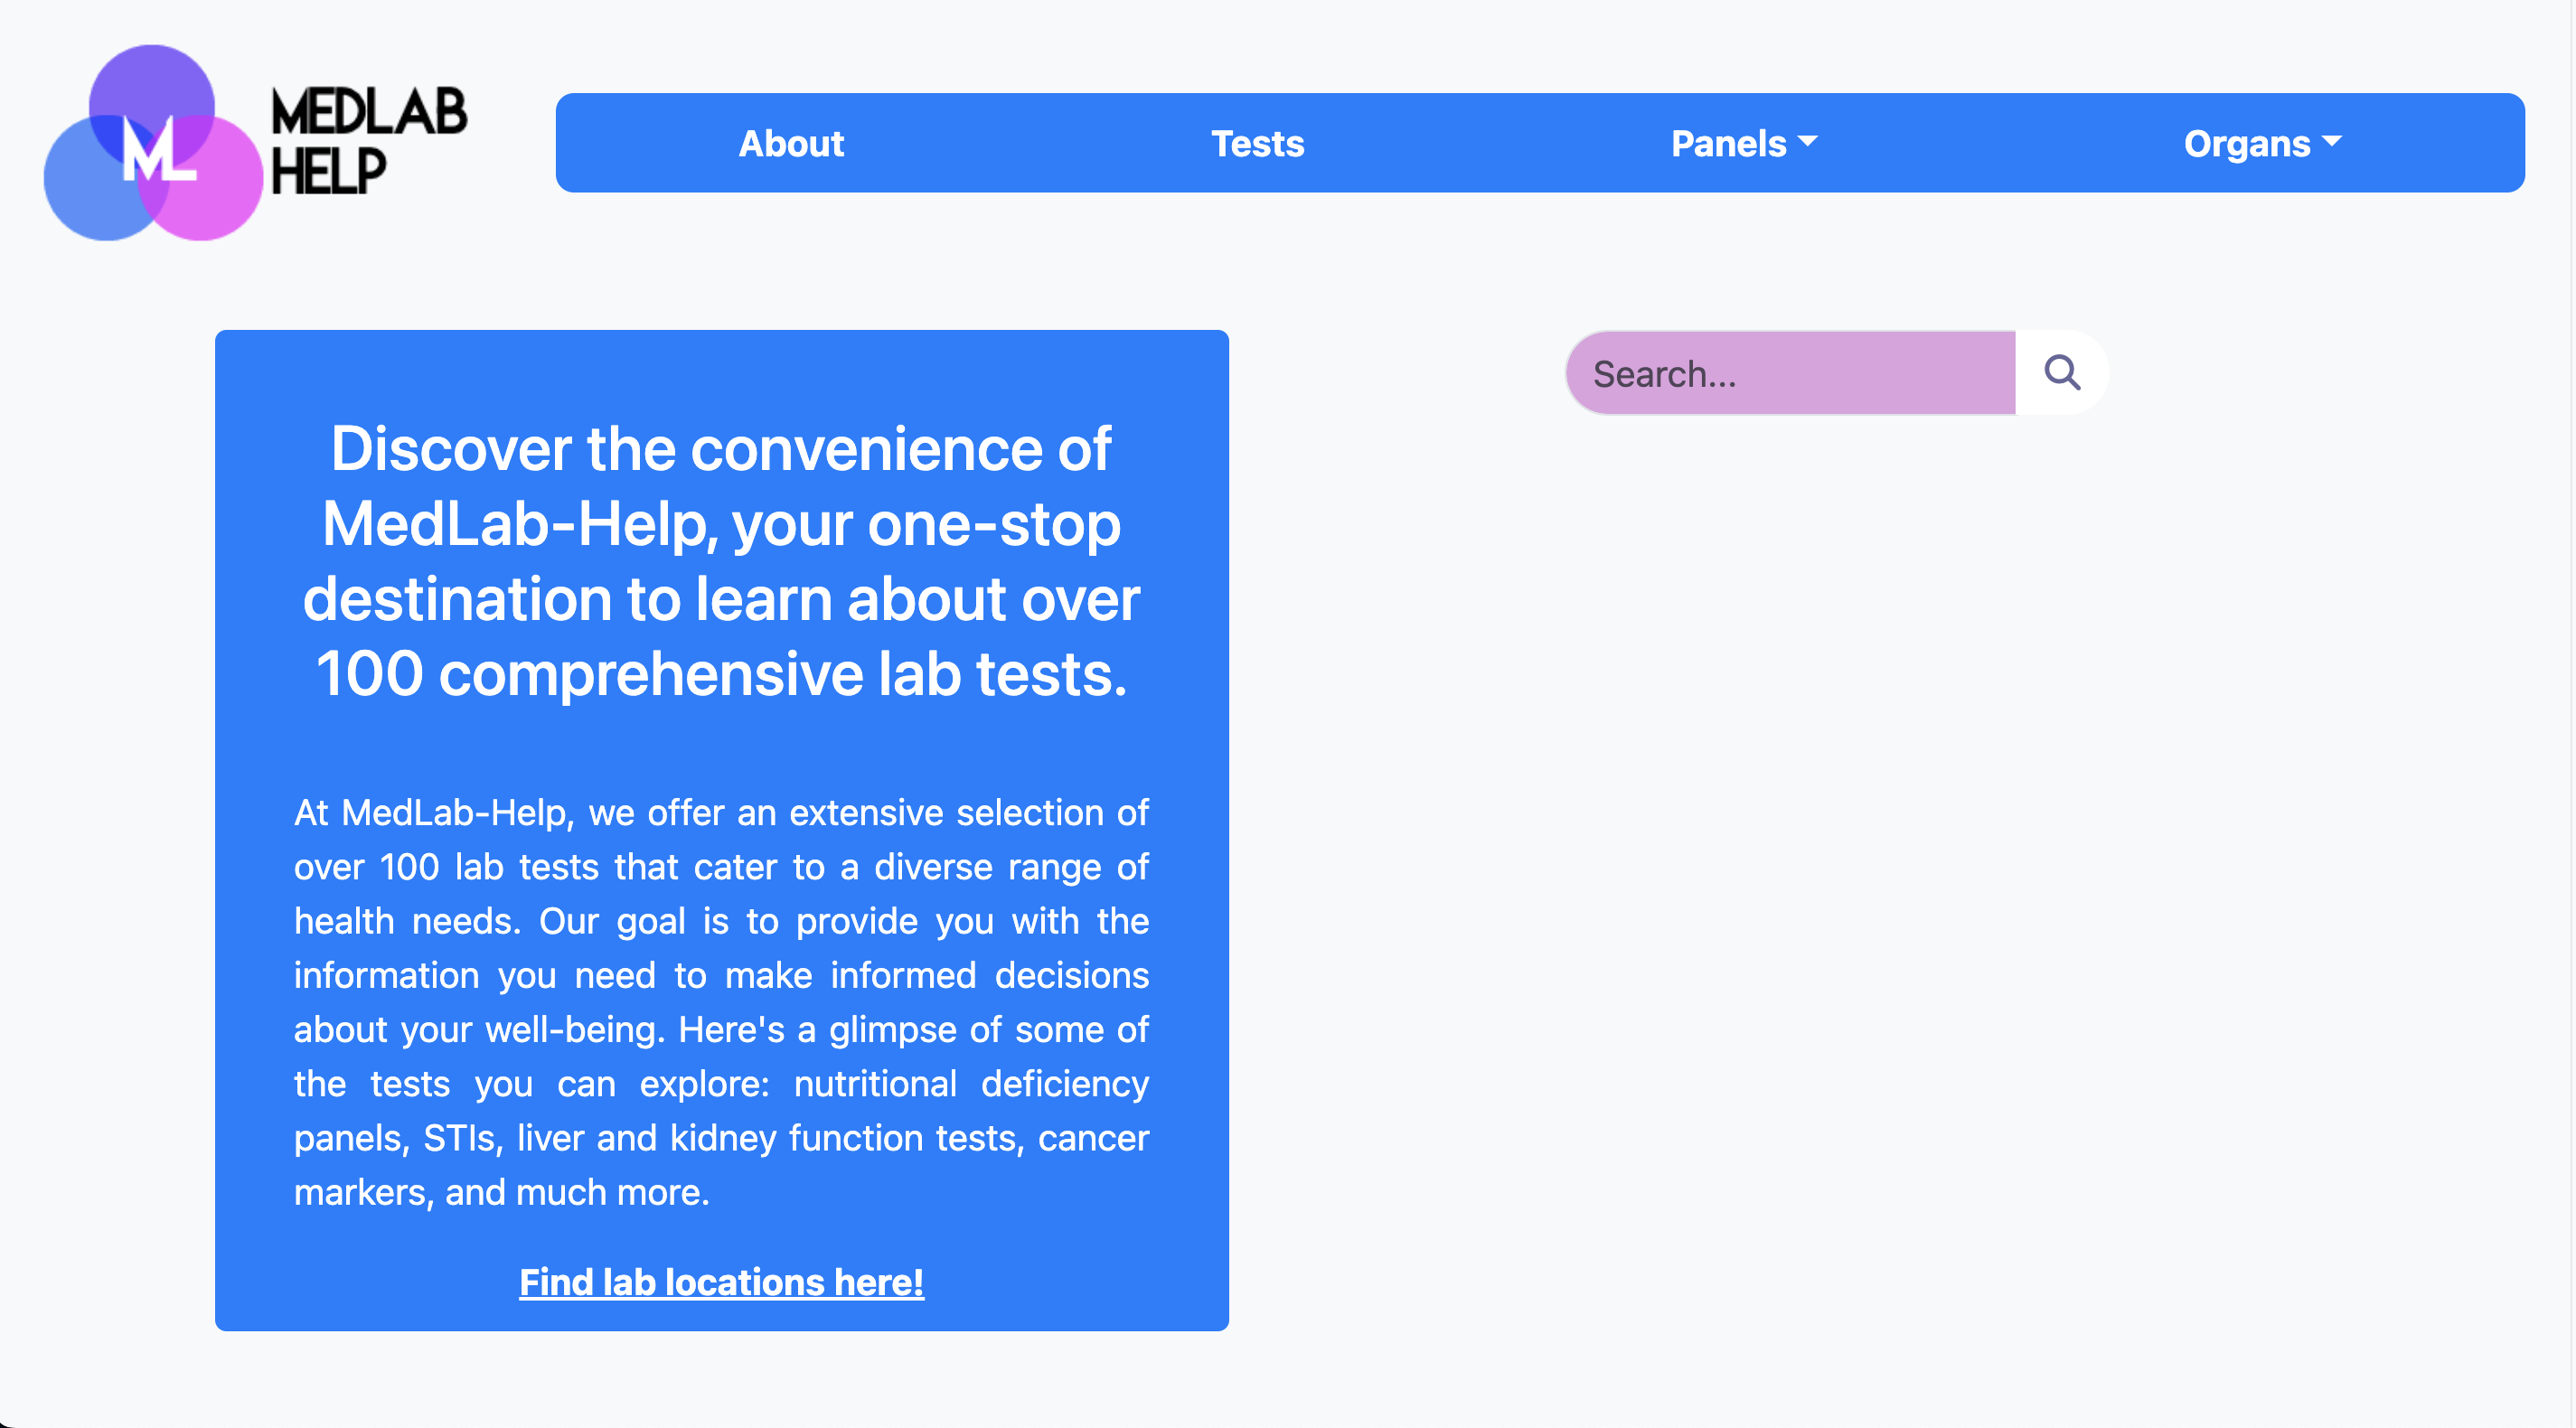 ML
MEDLAB
HELP
About
Tests
Panels
Organs
Search...
Discover the convenience of
MedLab-Help, your one-stop
destination to learn about over
100 comprehensive lab tests.
At MedLab-Help, we offer an extensive selection of
over 100 lab tests that cater to a diverse range of
health needs. Our goal is to provide you with the
information you need to make informed decisions
about your well-being. Here's a glimpse of some of
the tests you can explore: nutritional deficiency
panels, STIs, liver and kidney function tests, cancer
markers, and much more.
Find lab locations here!